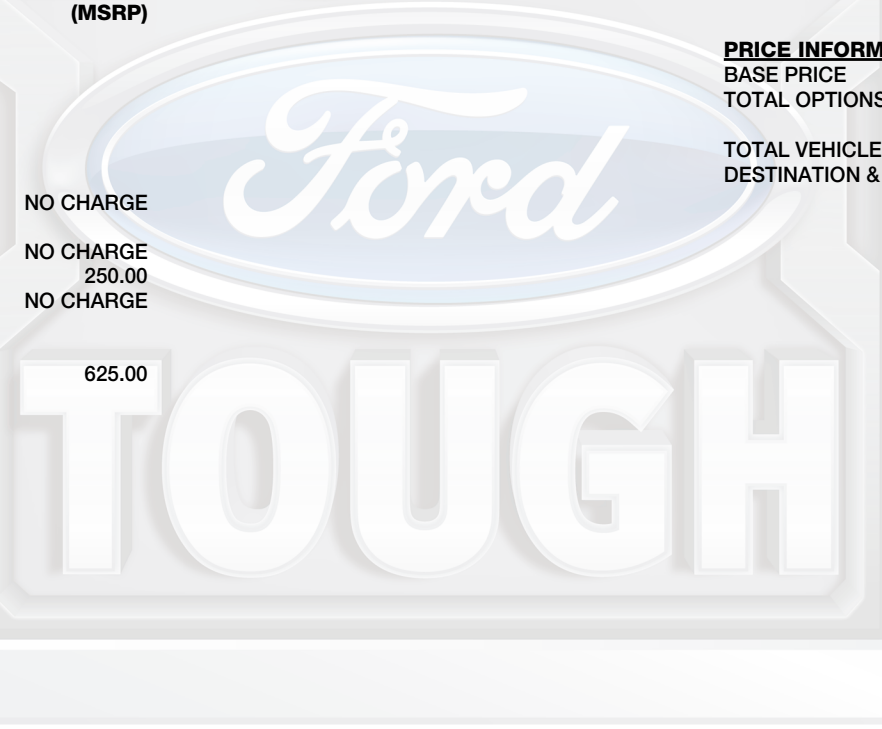 (MSRP)
PRICE INFORM
BASE PRICE
TOTAL OPTIONS
TOTAL VEHICLE
DESTINATION &
NO CHARGE
NO CHARGE
250.00
NO CHARGE
625.00
Ford
TOUGH